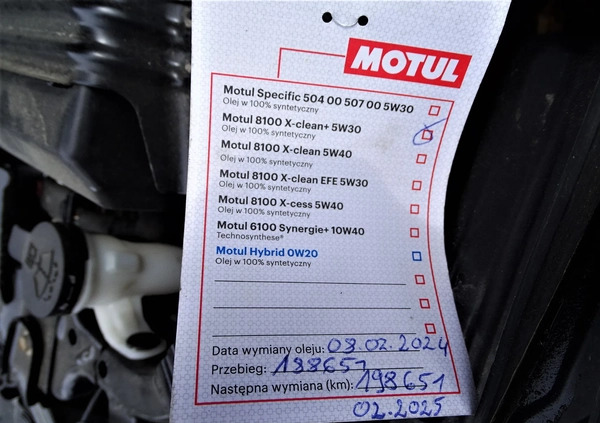 MOTUL
Motul Specific 504 00 507 00 5W30
Olej w 100% syntetyczny
Motul 8100 X-clean+ 5W30
Olej w 100% syntetyczny
Motul 8100 X-clean 5W40
Olej w 100% syntetyczny
Motul 8100 X-clean EFE 5W30
Olej w 100% syntetyczny
Motul 8100 X-cess 5W40
Olej w 100% syntetyczny
Motul 6100 Synergie+ 10W40
Technosynthese®
Motul Hybrid 0W20
Olej w 100% syntetyczny
Data wymiany oleju: 03.02.2024
Przebieg: 188651
Następna wymiana (km): 198651
02.2025